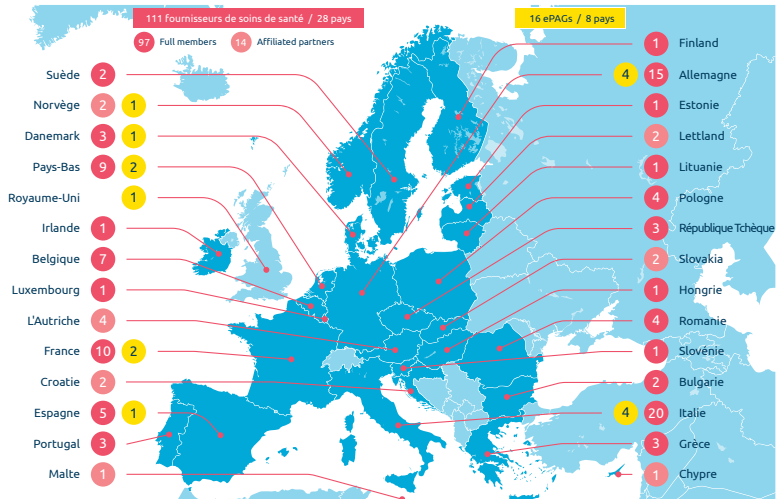 111 fournisseurs de soins de santé / 28 pays
16 ePAGs / 8 pays
97 Full members 14 Affiliated partners
Suède 2
Norvège 2 1
Danemark 3 1
Pays-Bas 9 2
Royaume-Uni 1
Irlande 1
Belgique 7
Luxembourg 1
L'Autriche 4
France 10 2
Croatie 2
Espagne 5 1
Portugal 3
Malte 1
1 Finland
4 15 Allemagne
1 Estonie
2 Lettland
1 Lituanie
4 Pologne
3 République Tchèque
2 Slovakia
1 Hongrie
4 Romanie
1 Slovénie
2 Bulgarie
4 20 Italie
3 Grèce
1 Chypre